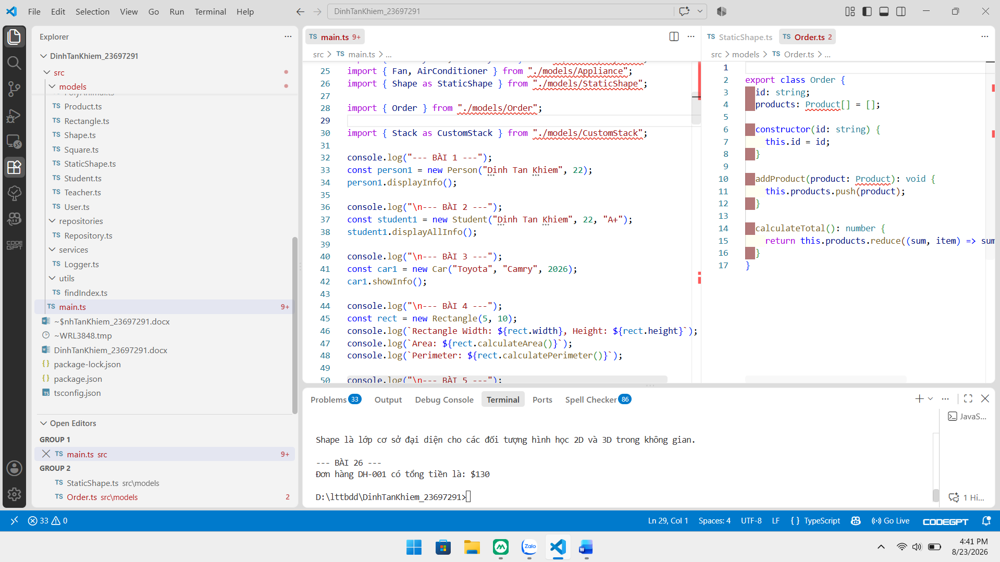 File Edit Selection View Go Run Terminal Help
DinhTanKhiem_23697291
Explorer
DinhTanKhiem_23697291
src
models
PolyAnimal.ts
TS Product.ts
TS Rectangle.ts
TS Shape.ts
TS Square.ts
TS StaticShape.ts
TS Student.ts
TS Teacher.ts
TS User.ts
repositories
TS Repository.ts
services
TS Logger.ts
utils
TS findIndex.ts
TS main.ts 9+
~$nhTanKhiem_23697291.docx
~WRL3848.tmp
DinhTanKhiem_23697291.docx
{} package-lock.json
{} package.json
TS tsconfig.json
Open Editors
GROUP 1
TS main.ts src 9+
GROUP 2
TS StaticShape.ts src\models
TS Order.ts src\models 2
CODE GPT
TS main.ts 9+
src > TS main.ts > ...
25 import { Fan, AirConditioner } from "./models/Appliance";
26 import { Shape as StaticShape } from "./models/StaticShape";
27
28 import { Order } from "./models/Order";
29
30 import { Stack as CustomStack } from "./models/CustomStack";
31
32 console.log("--- BÀI 1 ---");
33 const person1 = new Person("Dinh Tan Khiem", 22);
34 person1.displayInfo();
35
36 console.log("\n--- BÀI 2 ---");
37 const student1 = new Student("Dinh Tan Khiem", 22, "A+");
38 student1.displayAllInfo();
39
40 console.log("\n--- BÀI 3 ---");
41 const car1 = new Car("Toyota", "Camry", 2026);
42 car1.showInfo();
43
44 console.log("\n--- BÀI 4 ---");
45 const rect = new Rectangle(5, 10);
46 console.log(`Rectangle Width: ${rect.width}, Height: ${rect.height}`);
47 console.log(`Area: ${rect.calculateArea()}`);
48 console.log(`Perimeter: ${rect.calculatePerimeter()}`);
49
50 console.log("\n--- BÀI 5 ---");
TS StaticShape.ts TS Order.ts 2
src > models > TS Order.ts > ...
1
2 export class Order {
3 id: string;
4 products: Product[] = [];
5
6 constructor(id: string) {
7 this.id = id;
8 }
9
10 addProduct(product: Product): void {
11 this.products.push(product);
12 }
13
14 calculateTotal(): number {
15 return this.products.reduce((sum, item) => sum
16 }
17 }
Problems 33 Output Debug Console Terminal Ports Spell Checker 86
JavaS...
Shape là lớp cơ sở đại diện cho các đối tượng hình học 2D và 3D trong không gian.
--- BÀI 26 ---
Đơn hàng DH-001 có tổng tiền là: $130
D:\lttbdd\DinhTanKhiem_23697291>
1 Hi...
33 0 Ln 29, Col 1 Spaces: 4 UTF-8 LF {} TypeScript Go Live CODEGPT
Zalo
4:41 PM
8/23/2026